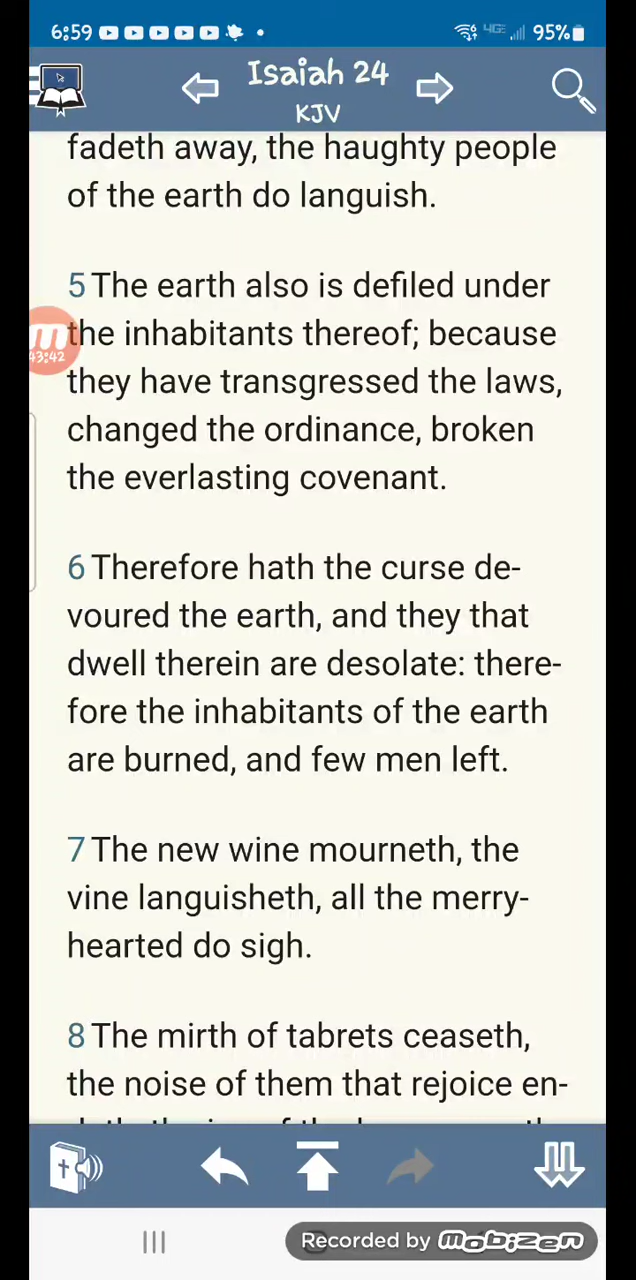 6:59 4GE 95%
Isaiah 24
KJV
fadeth away, the haughty people
of the earth do languish.
5 The earth also is defiled under
the inhabitants thereof; because
43:42
they have transgressed the laws,
changed the ordinance, broken
the everlasting covenant.
6 Therefore hath the curse de-
voured the earth, and they that
dwell therein are desolate: there-
fore the inhabitants of the earth
are burned, and few men left.
7 The new wine mourneth, the
vine languisheth, all the merry-
hearted do sigh.
8 The mirth of tabrets ceaseth,
the noise of them that rejoice en-
Recorded by mobizen